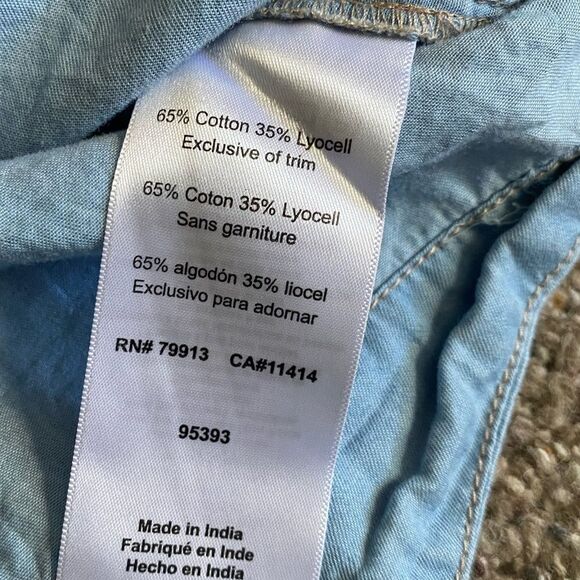 65% Cotton 35% Lyocell
Exclusive of trim
65% Coton 35% Lyocell
Sans garniture
65% algodón 35% liocel
Exclusivo para adornar
RN# 79913 CA#11414
95393
Made in India
Fabriqué en Inde
Hecho en India